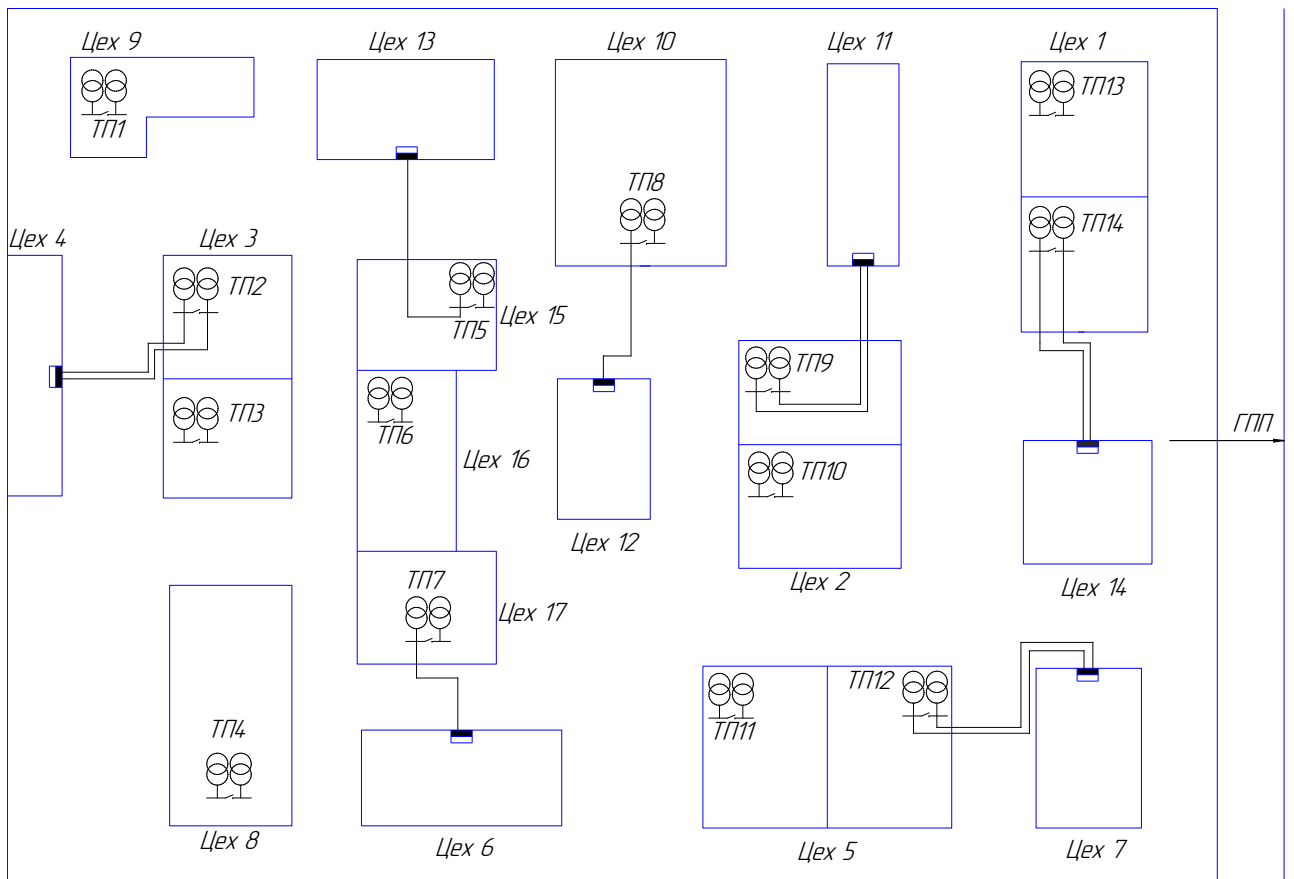 Цех 9
Цех 13
Цех 10
Цех 11
Цех 1
ТП1
ТП13
ТП8
ТП14
Цех 4
Цех 3
ТП2
ТП5
Цех 15
ТП9
ТП3
ТП6
Цех 16
ТП10
ГПП
Цех 12
Цех 2
Цех 14
ТП7
Цех 17
ТП12
ТП11
ТП4
Цех 8
Цех 6
Цех 5
Цех 7